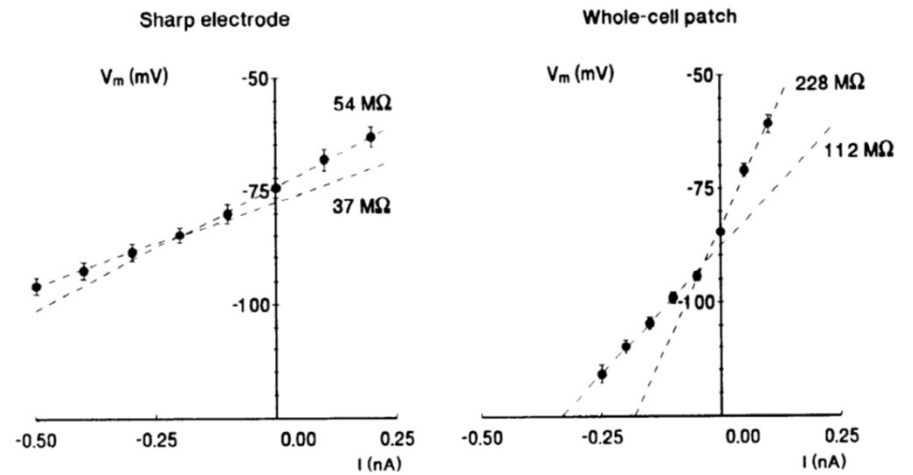 Sharp electrode
Vm (mV)
-50
54 MΩ
-75
37 MΩ
-100
-0.50
-0.25
0.00
0.25
I (nA)
Whole-cell patch
Vm (mV)
-50
228 MΩ
112 MΩ
-75
-100
-0.50
-0.25
0.00
0.25
I (nA)